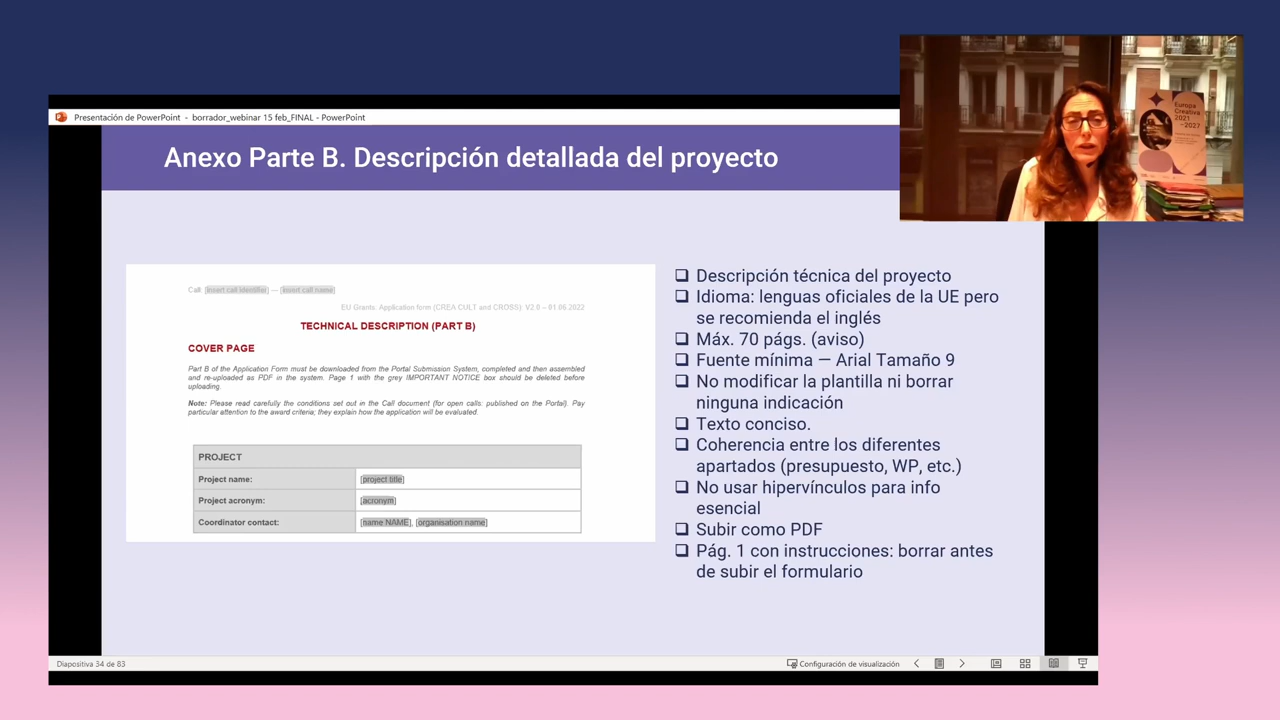 Presentación de PowerPoint - borrador_webinar 15 feb_FINAL - PowerPoint
Anexo Parte B. Descripción detallada del proyecto
Europa
Creativa
2021
–2027
Call: [insert call identifier] — [insert call name]
EU Grants: Application form (CREA CULT and CROSS): V2.0 – 01.06.2022
TECHNICAL DESCRIPTION (PART B)
COVER PAGE
Part B of the Application Form must be downloaded from the Portal Submission System, completed and then assembled
and re-uploaded as PDF in the system. Page 1 with the grey IMPORTANT NOTICE box should be deleted before
uploading.
Note: Please read carefully the conditions set out in the Call document (for open calls: published on the Portal). Pay
particular attention to the award criteria; they explain how the application will be evaluated.
PROJECT
Project name: [project title]
Project acronym: [acronym]
Coordinator contact: [name NAME], [organisation name]
❑ Descripción técnica del proyecto
❑ Idioma: lenguas oficiales de la UE pero
se recomienda el inglés
❑ Máx. 70 págs. (aviso)
❑ Fuente mínima — Arial Tamaño 9
❑ No modificar la plantilla ni borrar
ninguna indicación
❑ Texto conciso.
❑ Coherencia entre los diferentes
apartados (presupuesto, WP, etc.)
❑ No usar hipervínculos para info
esencial
❑ Subir como PDF
❑ Pág. 1 con instrucciones: borrar antes
de subir el formulario
Diapositiva 34 de 83
Configuración de visualización